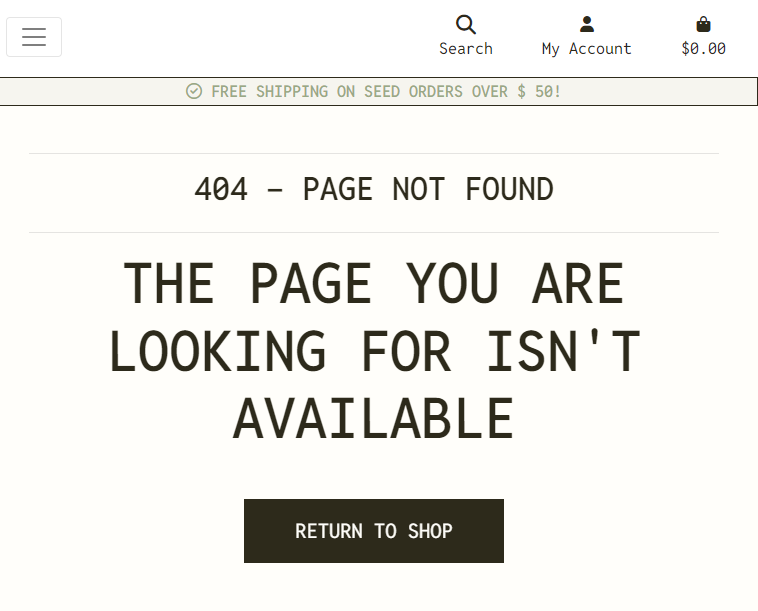 Search
My Account
$0.00
FREE SHIPPING ON SEED ORDERS OVER $ 50!
404 – PAGE NOT FOUND
THE PAGE YOU ARE
LOOKING FOR ISN'T
AVAILABLE
RETURN TO SHOP